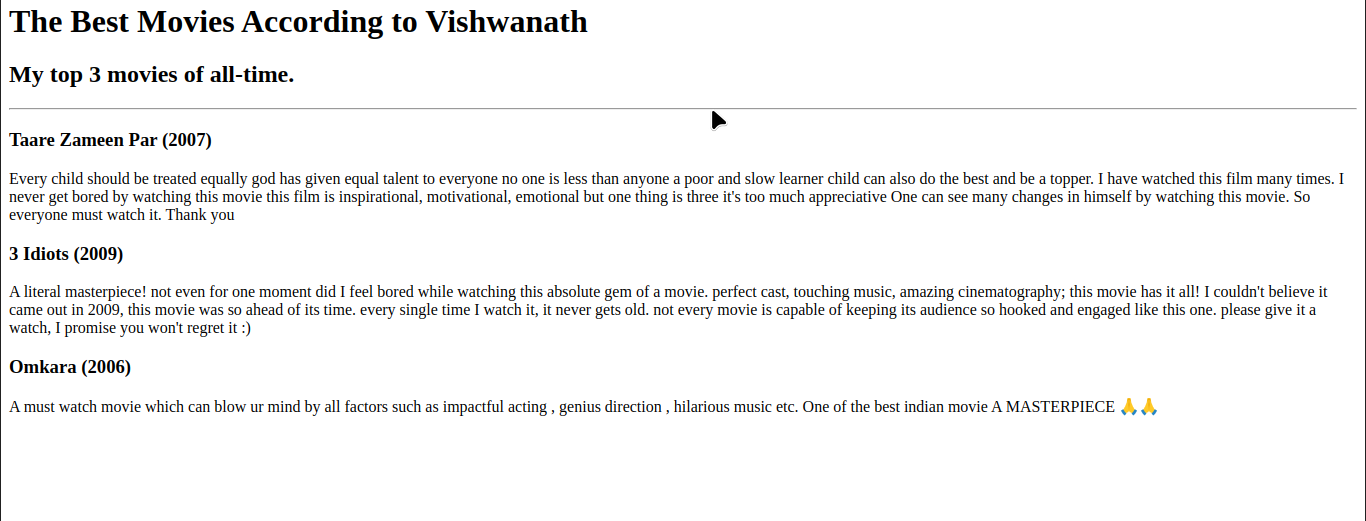 The Best Movies According to Vishwanath
My top 3 movies of all-time.
Taare Zameen Par (2007)
Every child should be treated equally god has given equal talent to everyone no one is less than anyone a poor and slow learner child can also do the best and be a topper. I have watched this film many times. I
never get bored by watching this movie this film is inspirational, motivational, emotional but one thing is three it's too much appreciative One can see many changes in himself by watching this movie. So
everyone must watch it. Thank you
3 Idiots (2009)
A literal masterpiece! not even for one moment did I feel bored while watching this absolute gem of a movie. perfect cast, touching music, amazing cinematography; this movie has it all! I couldn't believe it
came out in 2009, this movie was so ahead of its time. every single time I watch it, it never gets old. not every movie is capable of keeping its audience so hooked and engaged like this one. please give it a
watch, I promise you won't regret it :)
Omkara (2006)
A must watch movie which can blow ur mind by all factors such as impactful acting , genius direction , hilarious music etc. One of the best indian movie A MASTERPIECE 🙏🙏